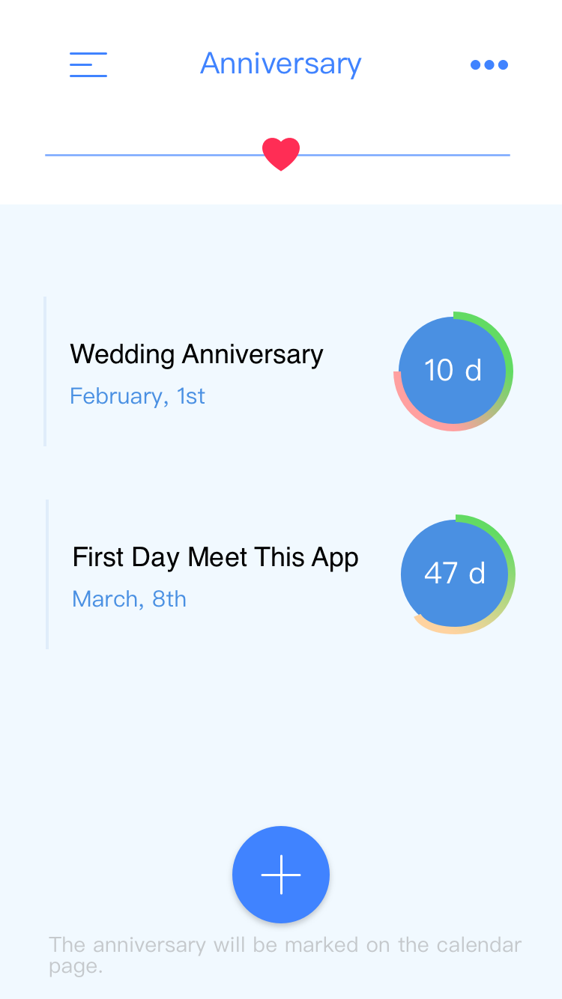 Anniversary
Wedding Anniversary
February, 1st
10 d
First Day Meet This App
March, 8th
47 d
The anniversary will be marked on the calendar
page.